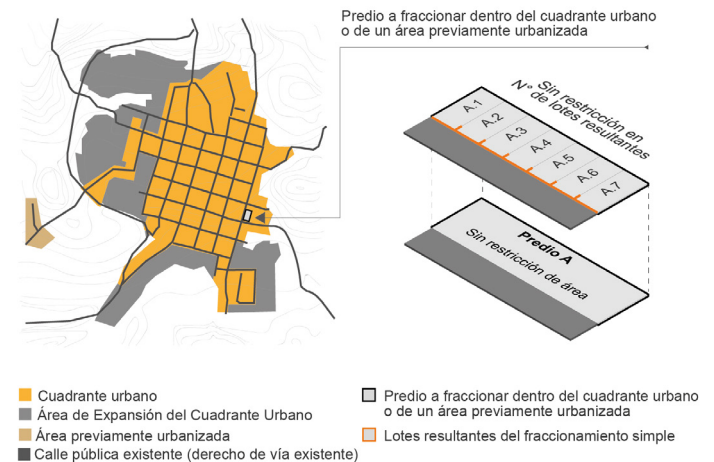 Predio a fraccionar dentro del cuadrante urbano
o de un área previamente urbanizada
Sin restricción en
N° de lotes resultantes
A.1
A.2
A.3
A.4
A.5
A.6
A.7
Predio A
Sin restricción de área
Cuadrante urbano
Área de Expansión del Cuadrante Urbano
Área previamente urbanizada
Calle pública existente (derecho de vía existente)
Predio a fraccionar dentro del cuadrante urbano
o de un área previamente urbanizada
Lotes resultantes del fraccionamiento simple